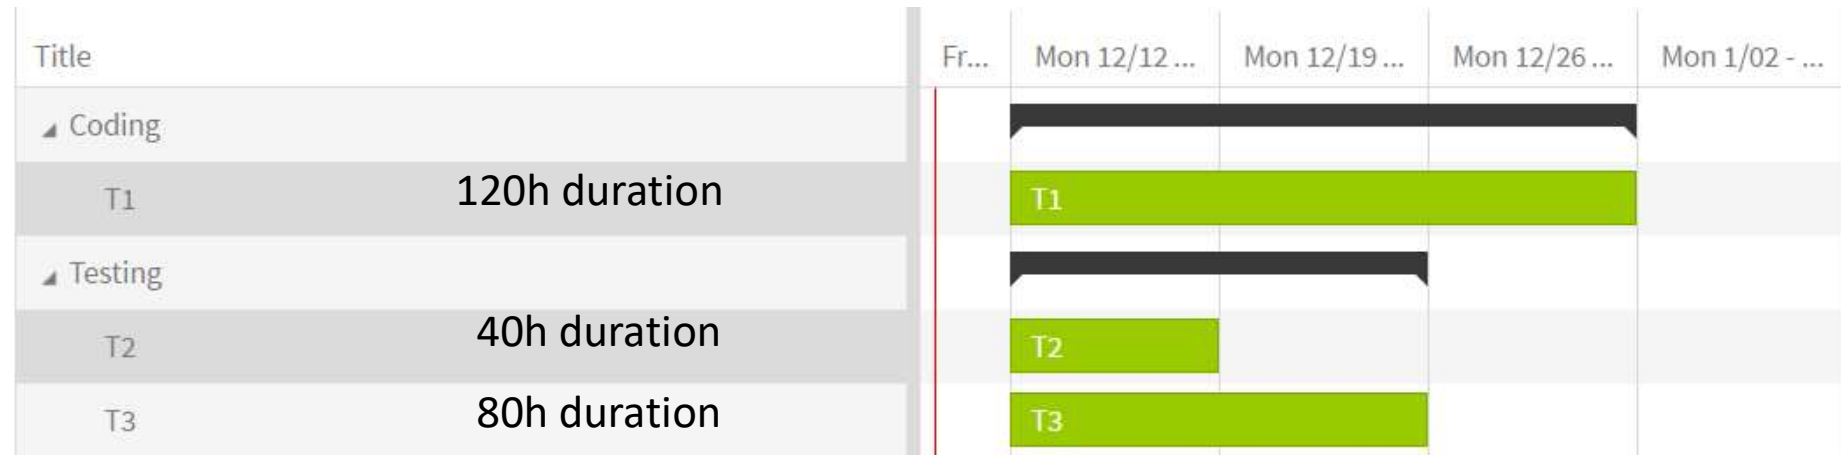 Title Fr... Mon 12/12 ... Mon 12/19 ... Mon 12/26 ... Mon 1/02 - ...
Coding
T1 120h duration T1
Testing
T2 40h duration T2
T3 80h duration T3